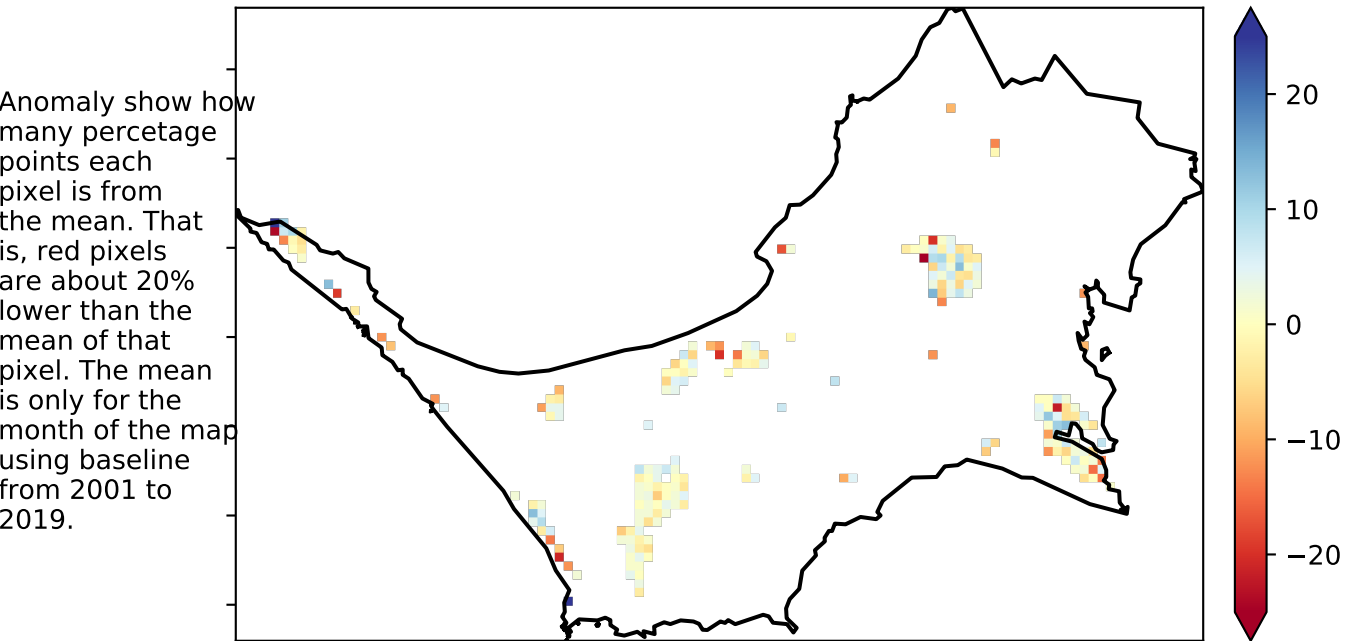 Anomaly show how
many percetage
points each
pixel is from
the mean. That
is, red pixels
are about 20%
lower than the
mean of that
pixel. The mean
is only for the
month of the map
using baseline
from 2001 to
2019.
20
10
0
−10
−20